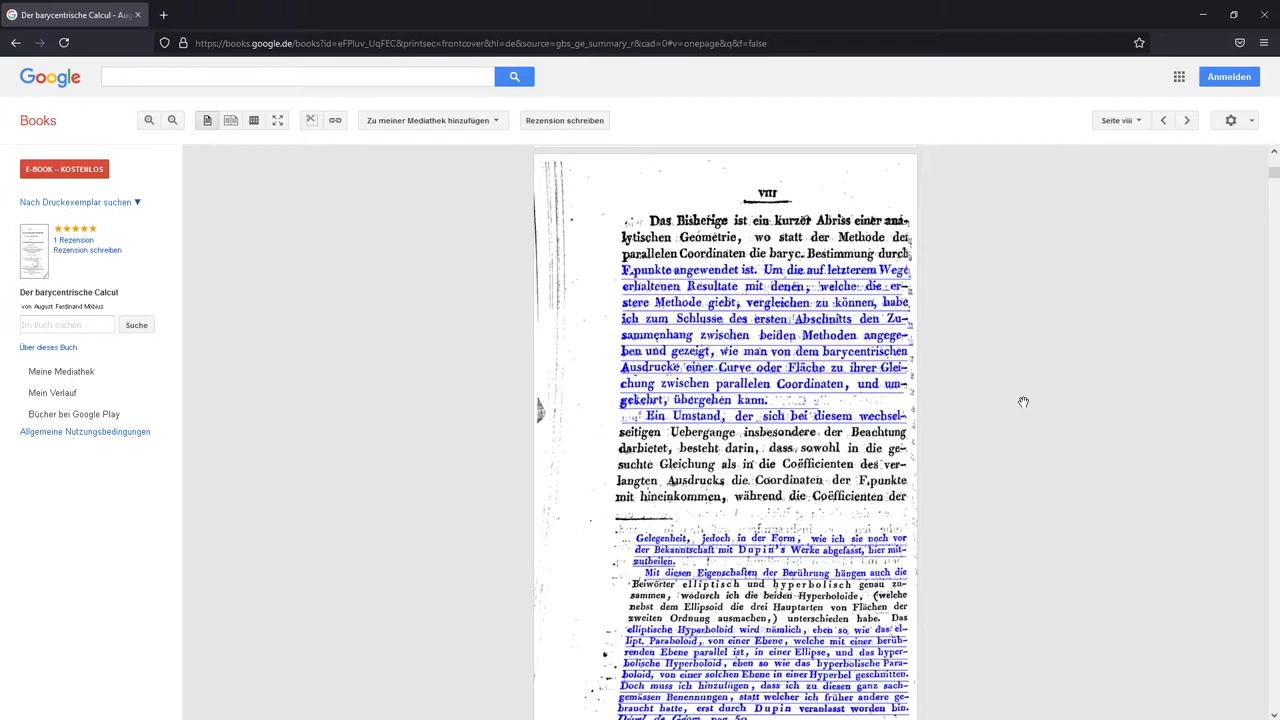 Der barycentrische Calcul - Aug
https://books.google.de/books?id=eFPluv_UqFEC&printsec=frontcover&hl=de&source=gbs_ge_summary_r&cad=0#v=onepage&q&f=false
Google
Anmelden
Books
Zu meiner Mediathek hinzufügen
Rezension schreiben
Seite viii
E-BOOK – KOSTENLOS
Nach Druckexemplar suchen ▼
1 Rezension
Rezension schreiben
Der barycentrische Calcul
von August Ferdinand Möbius
Im Buch suchen
Suche
Über dieses Buch
Meine Mediathek
Mein Verlauf
Bücher bei Google Play
Allgemeine Nutzungsbedingungen
VIII
Das Bisherige ist ein kurzer Abriss einer ana-
lytischen Geometrie, wo statt der Methode der
parallelen Coordinaten die baryc. Bestimmung durch
F.punkte angewendet ist. Um die auf letzterem Wege
erhaltenen Resultate mit denen, welche die er-
stere Methode giebt, vergleichen zu können, habe
ich zum Schlusse des ersten Abschnitts den Zu-
sammenhang zwischen beiden Methoden angege-
ben und gezeigt, wie man von dem barycentrischen
Ausdrucke einer Curve oder Fläche zu ihrer Glei-
chung zwischen parallelen Coordinaten, und um-
gekehrt, übergehen kann.
Ein Umstand, der sich bei diesem wechsel-
seitigen Uebergange insbesondere der Beachtung
darbietet, besteht darin, dass sowohl in die ge-
suchte Gleichung als in die Coëfficienten des ver-
langten Ausdrucks die Coordinaten der F.punkte
mit hineinkommen, während die Coëfficienten der
Gelegenheit, jedoch in der Form, wie ich sie noch vor
der Bekanntschaft mit Dupin's Werke abgefasst, hier mit-
zutheilen.
Mit diesen Eigenschaften der Berührung hängen auch die
Beiwörter elliptisch und hyperbolisch genau zu-
sammen, wodurch ich die beiden Hyperboloide, (welche
nebst dem Ellipsoid die drei Hauptarten von Flächen der
zweiten Ordnung ausmachen,) unterschieden habe. Das
elliptische Hyperboloid wird nämlich, eben so, wie das el-
lipt. Paraboloid, von einer Ebene, welche mit einer berüh-
renden Ebene parallel ist, in einer Ellipse, und das hyper-
bolische Hyperboloid, eben so wie das hyperbolische Para-
boloid, von einer solchen Ebene in einer Hyperbel geschnitten.
Doch muss ich hinzufügen, dass ich zu diesen ganz sach-
gemässen Benennungen, statt welcher ich früher andere ge-
braucht hatte, erst durch Dupin veranlasst worden bin.
Dével. de Géom. pag. 50